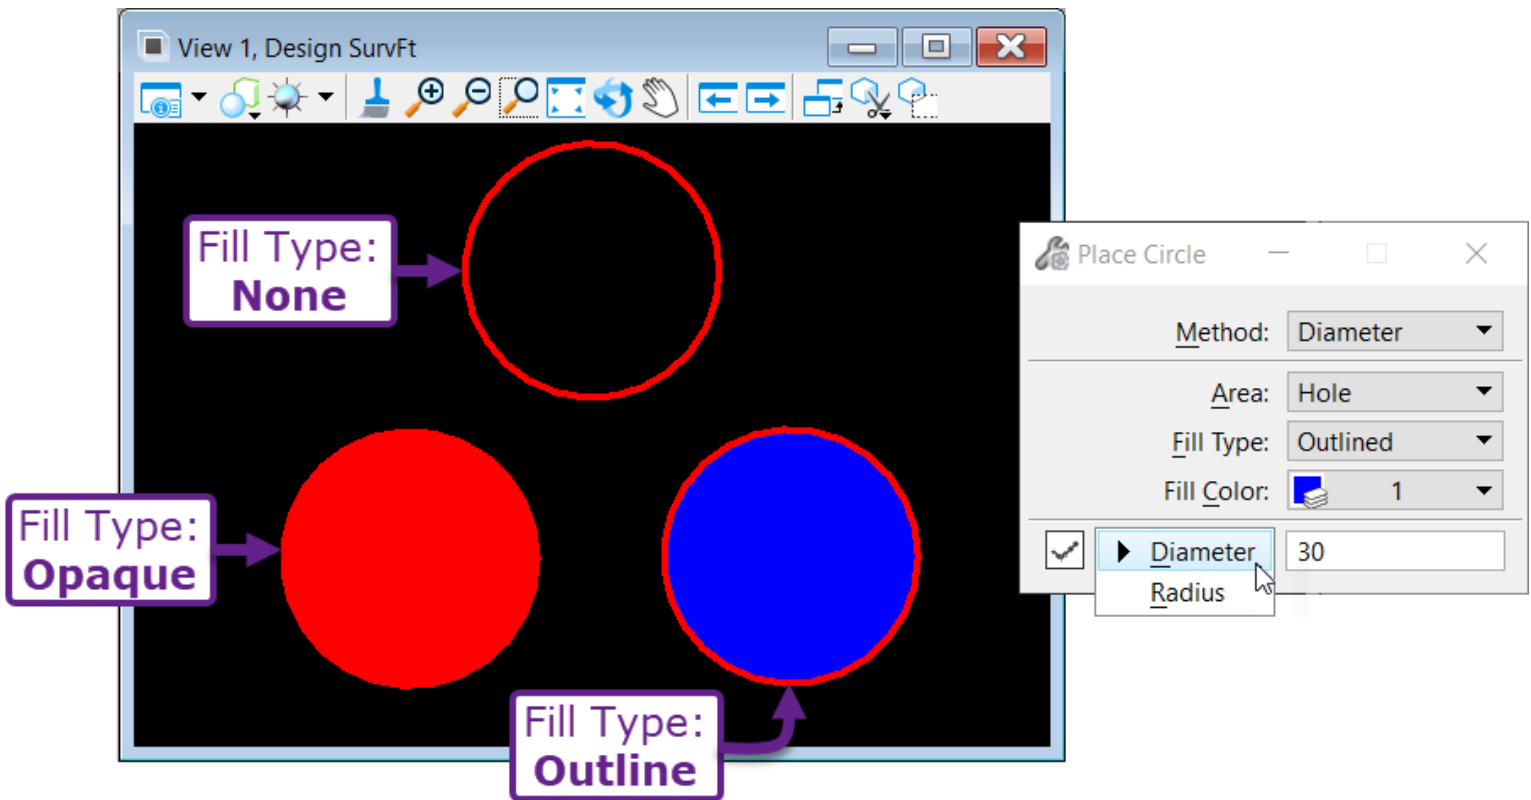 View 1, Design SurvFt
Fill Type:
None
Fill Type:
Opaque
Fill Type:
Outline
Place Circle
Method: Diameter
Area: Hole
Fill Type: Outlined
Fill Color: 1
Diameter 30
Radius